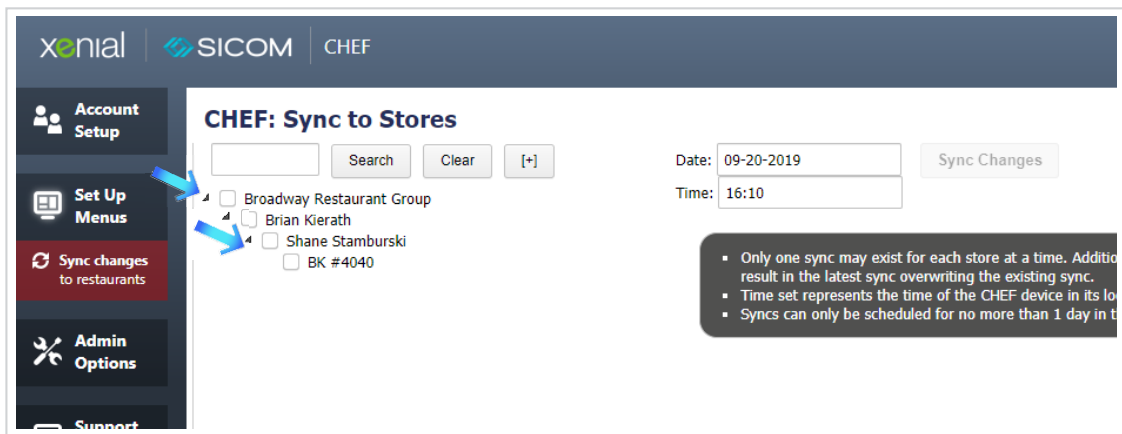 xenial SICOM CHEF
Account
Setup
Set Up
Menus
Sync changes
to restaurants
Admin
Options
Support
CHEF: Sync to Stores
Search Clear [+]
Broadway Restaurant Group
Brian Kierath
Shane Stamburski
BK #4040
Date: 09-20-2019 Sync Changes
Time: 16:10
Only one sync may exist for each store at a time. Additio
result in the latest sync overwriting the existing sync.
Time set represents the time of the CHEF device in its lo
Syncs can only be scheduled for no more than 1 day in t